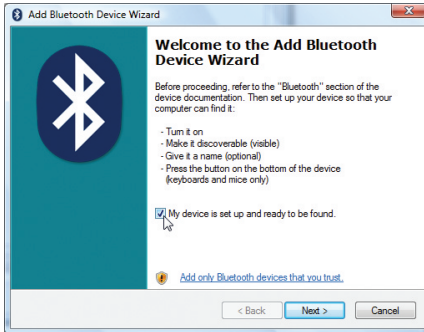 Add Bluetooth Device Wizard
Welcome to the Add Bluetooth
Device Wizard
Before proceeding, refer to the "Bluetooth" section of the
device documentation. Then set up your device so that your
computer can find it:
- Turn it on
- Make it discoverable (visible)
- Give it a name (optional)
- Press the button on the bottom of the device
(keyboards and mice only)
My device is set up and ready to be found.
Add only Bluetooth devices that you trust.
< Back Next > Cancel